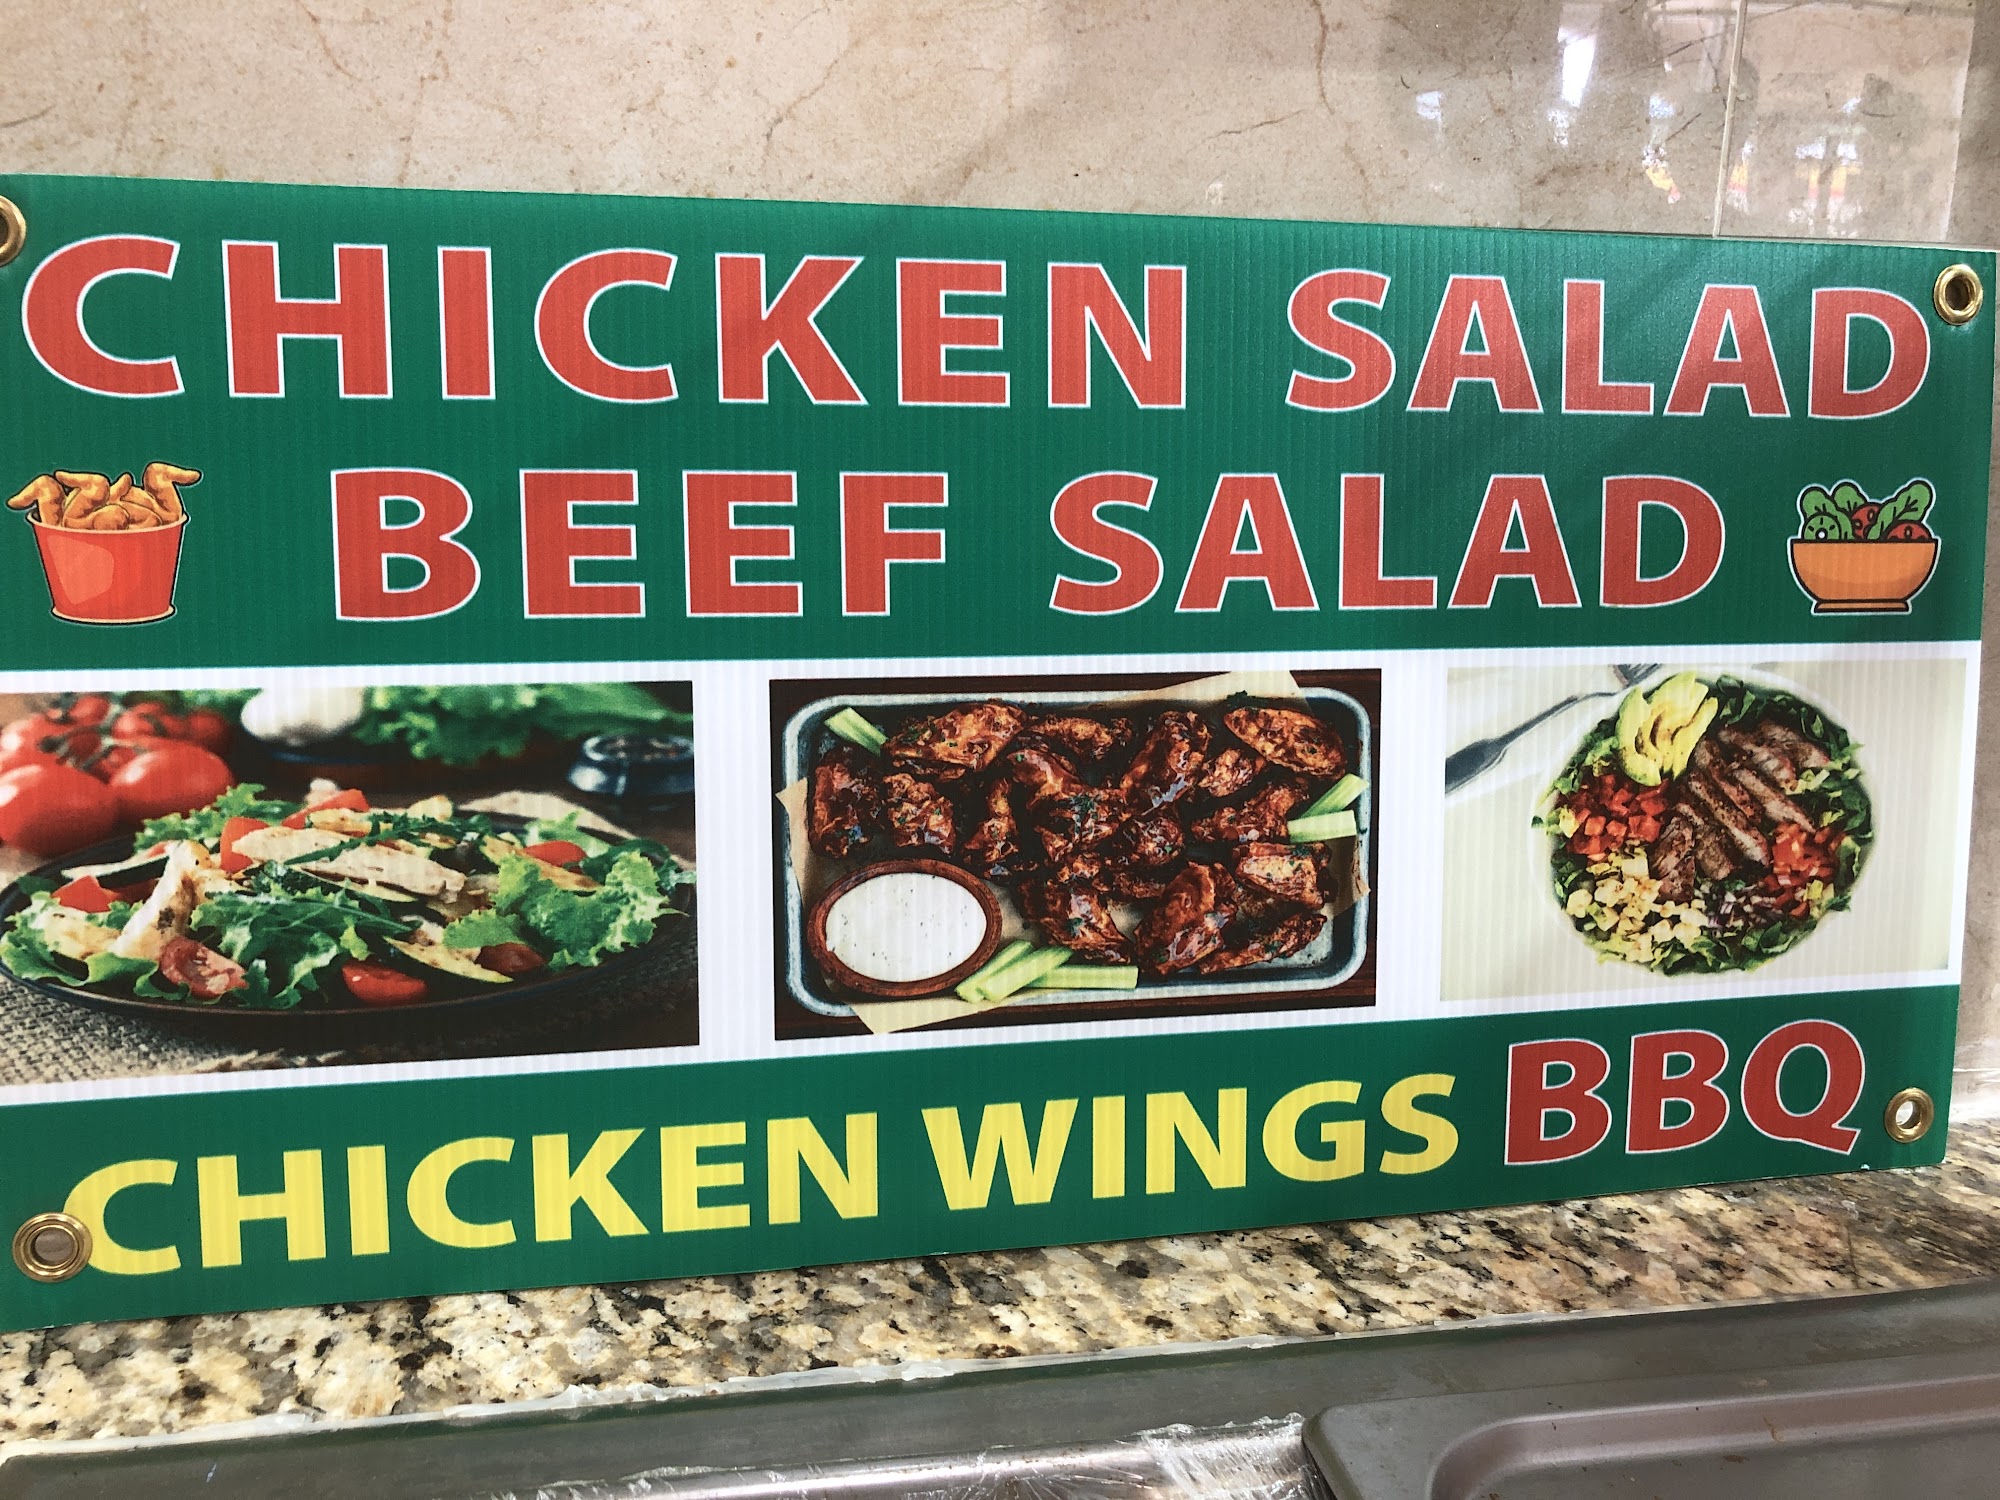 CHICKEN SALAD
BEEF SALAD
CHICKEN WINGS BBQ